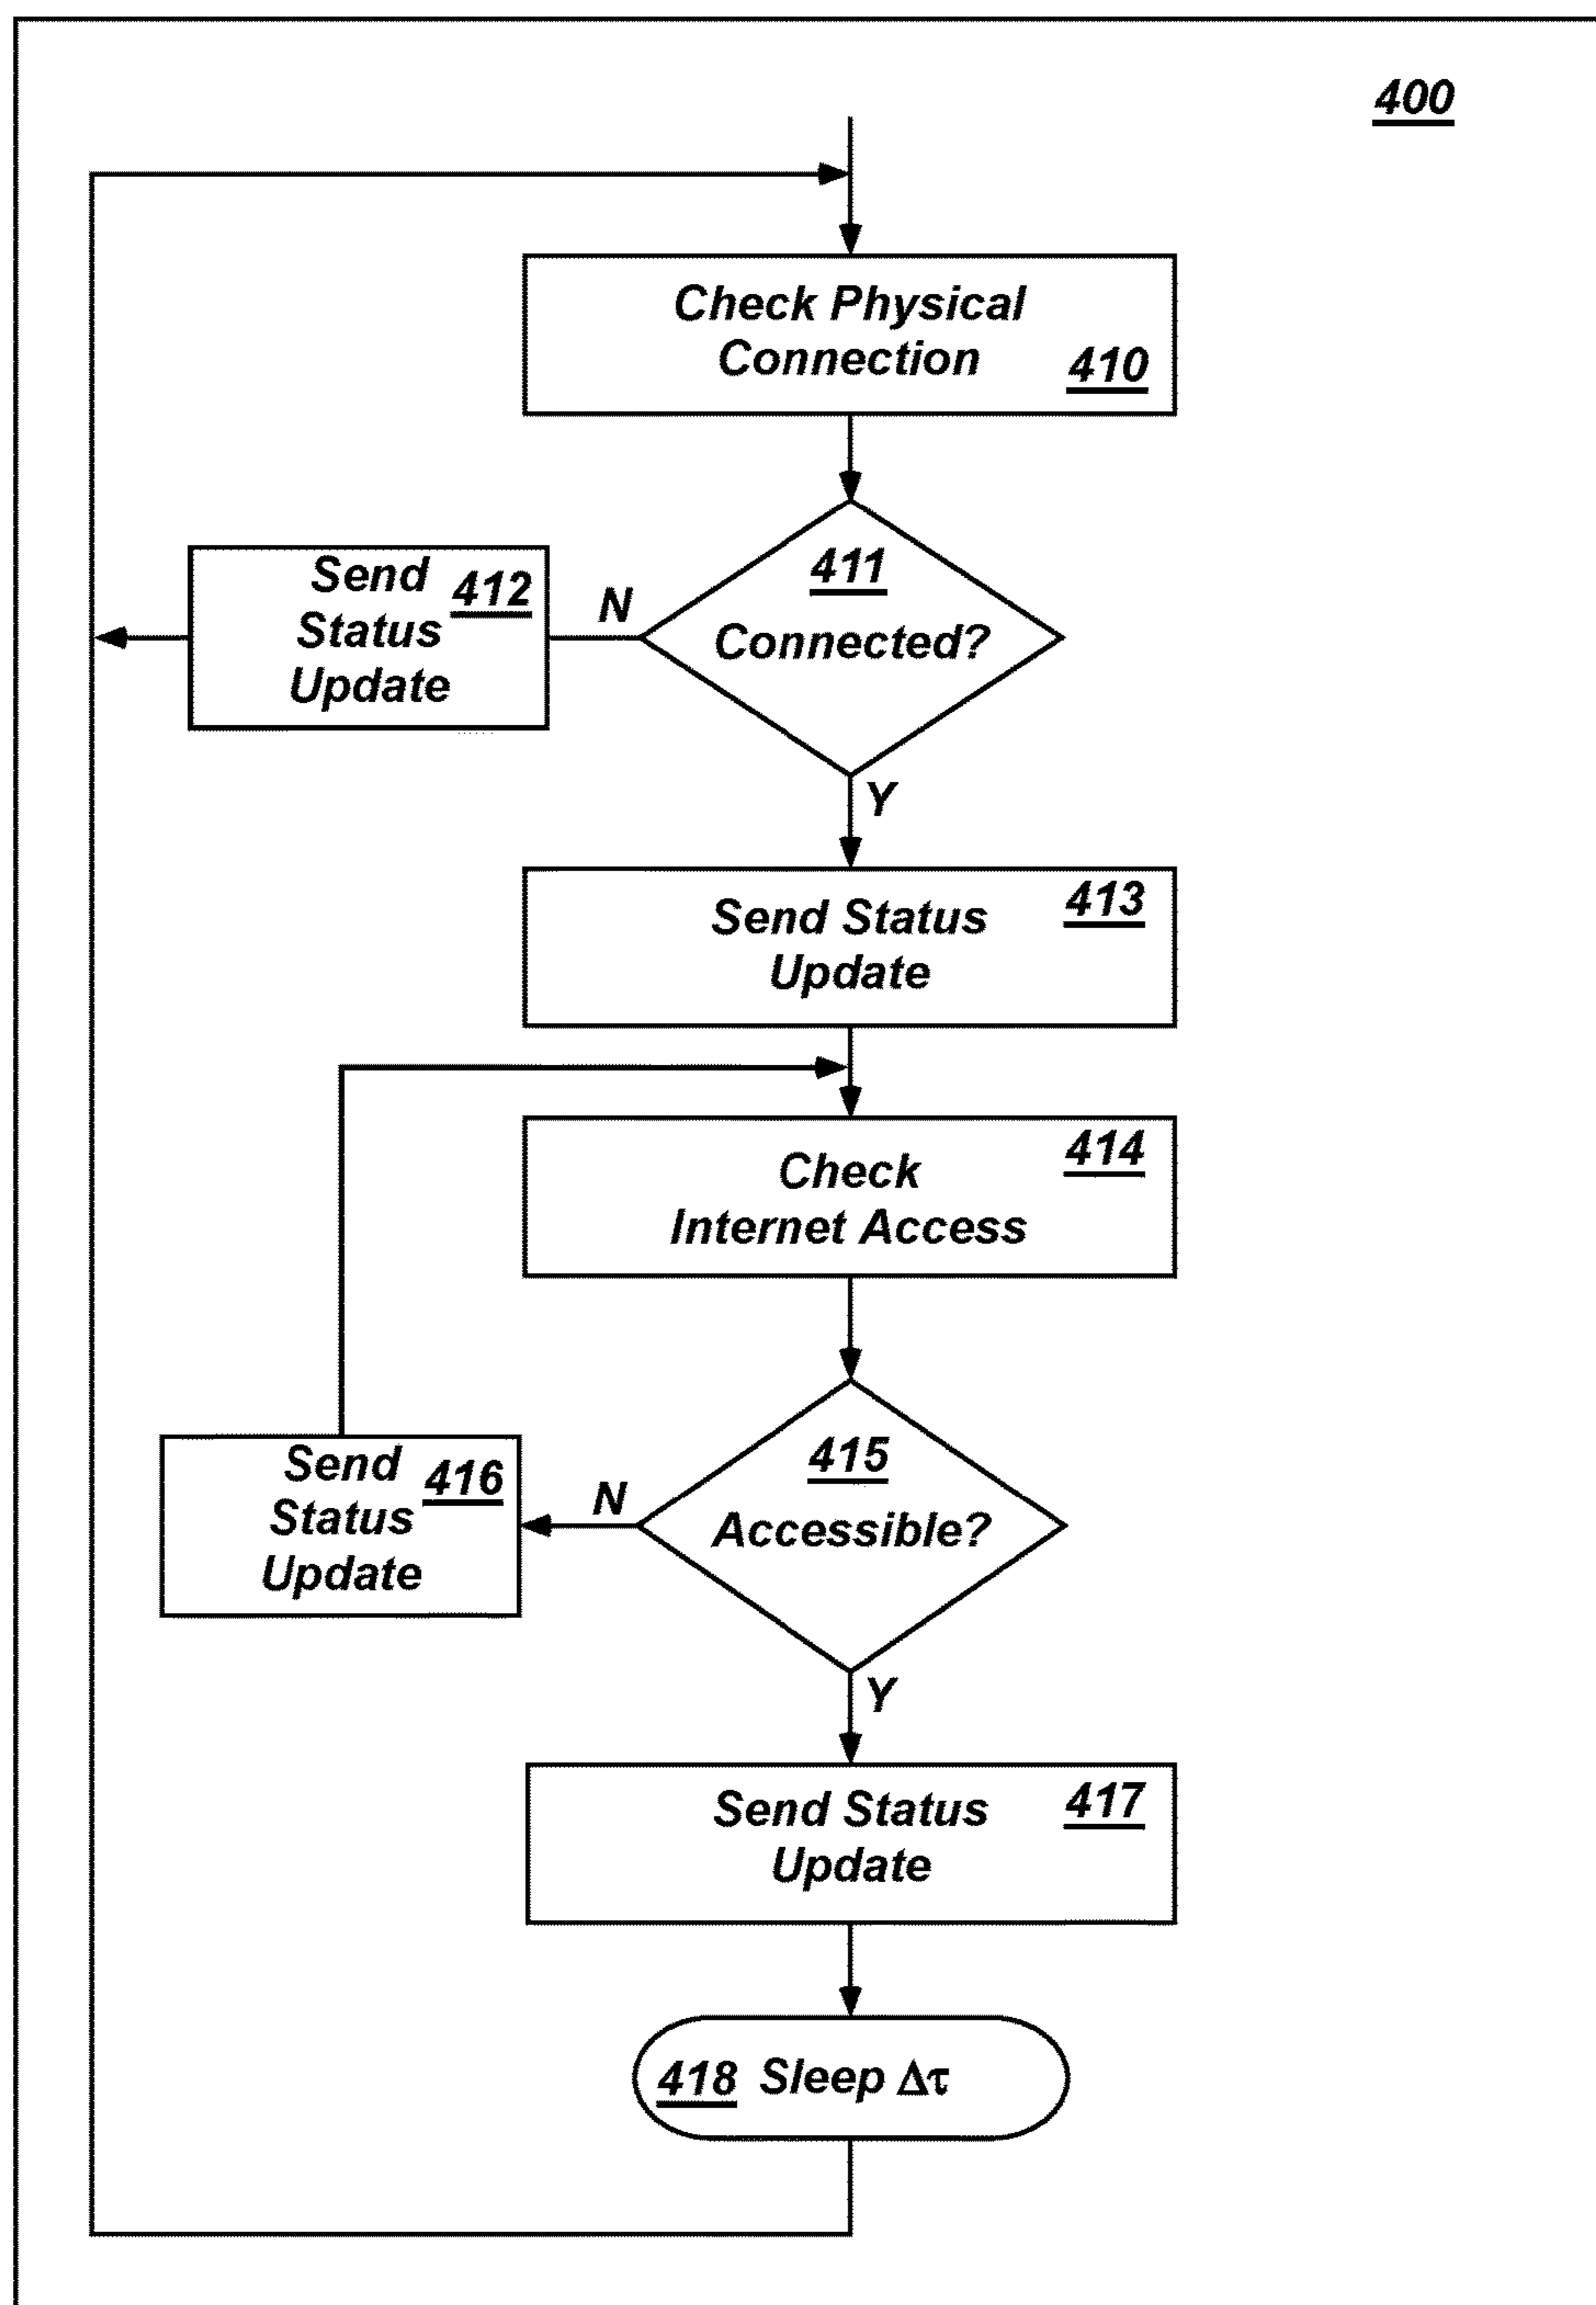 400
Check Physical
Connection
410
411
Connected?
N
Send
412
Status
Update
Y
413
Send Status
Update
414
Check
Internet Access
415
Accessible?
N
Send
416
Status
Update
Y
417
Send Status
Update
418 Sleep Δτ